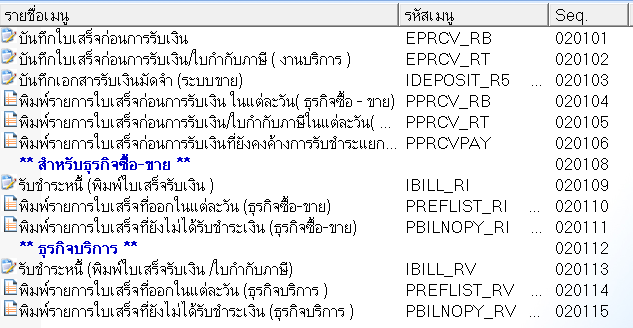 รายชื่อเมนู รหัสเมนู Seq.
บันทึกใบเสร็จก่อนการรับเงิน EPRCV_RB 020101
บันทึกใบเสร็จก่อนการรับเงิน/ใบกำกับภาษี ( งานบริการ ) EPRCV_RT 020102
บันทึกเอกสารรับเงินมัดจำ (ระบบขาย) IDEPOSIT_R5 ... 020103
พิมพ์รายการใบเสร็จก่อนการรับเงิน ในแต่ละวัน( ธุรกิจซื้อ - ขาย) PPRCV_RB 020104
พิมพ์รายการใบเสร็จก่อนการรับเงิน/ใบกำกับภาษีในแต่ละวัน( ... PPRCV_RT 020105
พิมพ์รายการใบเสร็จก่อนการรับเงินที่ยังคงค้างการรับชำระแยก... PPRCVPAY 020106
** สำหรับธุรกิจซื้อ-ขาย ** 020108
รับชำระหนี้ (พิมพ์ใบเสร็จรับเงิน ) IBILL_RI 020109
พิมพ์รายการใบเสร็จที่ออกในแต่ละวัน (ธุรกิจซื้อ-ขาย) PREFLIST_RI ... 020110
พิมพ์รายการใบเสร็จที่ยังไม่ได้รับชำระเงิน (ธุรกิจซื้อ-ขาย) PBILNOPY_RI ... 020111
** ธุรกิจบริการ ** 020112
รับชำระหนี้ (พิมพ์ใบเสร็จรับเงิน /ใบกำกับภาษี) IBILL_RV 020113
พิมพ์รายการใบเสร็จที่ออกในแต่ละวัน (ธุรกิจบริการ ) PREFLIST_RV ... 020114
พิมพ์รายการใบเสร็จที่ยังไม่ได้รับชำระเงิน (ธุรกิจบริการ ) PBILNOPY_RV ... 020115